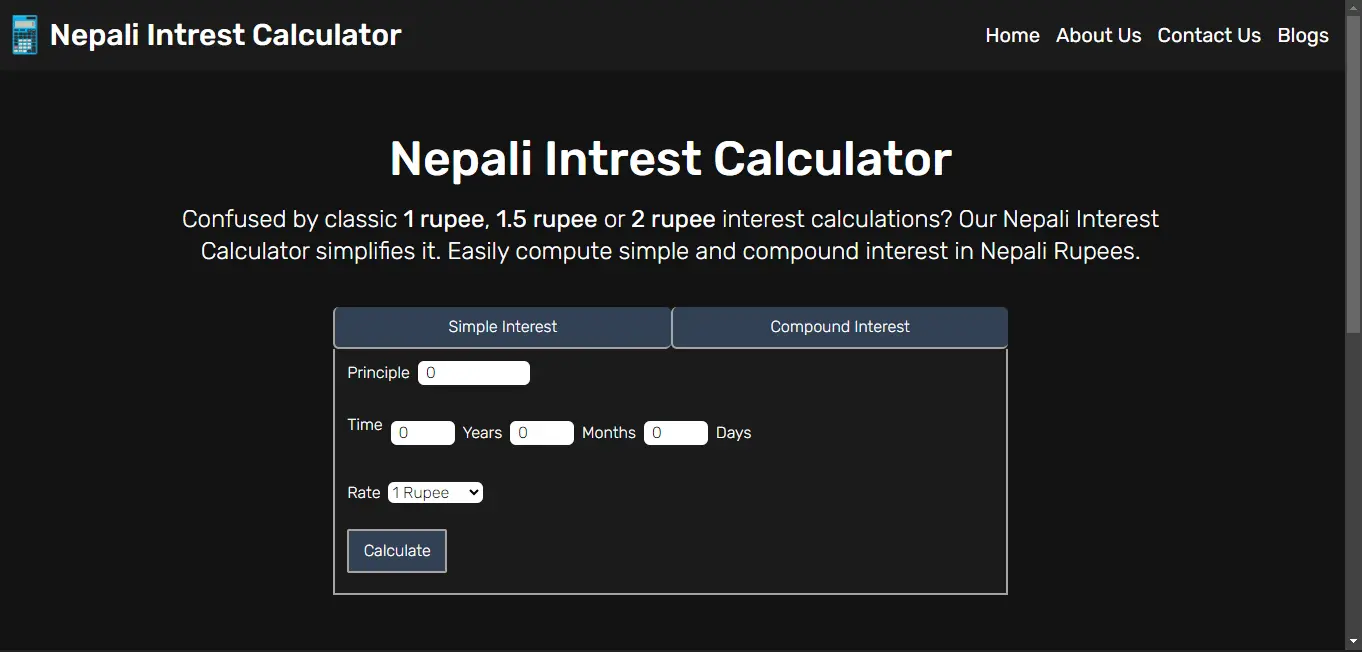 Nepali Intrest Calculator
Home About Us Contact Us Blogs
Nepali Intrest Calculator
Confused by classic 1 rupee, 1.5 rupee or 2 rupee interest calculations? Our Nepali Interest
Calculator simplifies it. Easily compute simple and compound interest in Nepali Rupees.
Simple Interest
Compound Interest
Principle 0
Time 0 Years 0 Months 0 Days
Rate 1 Rupee
Calculate